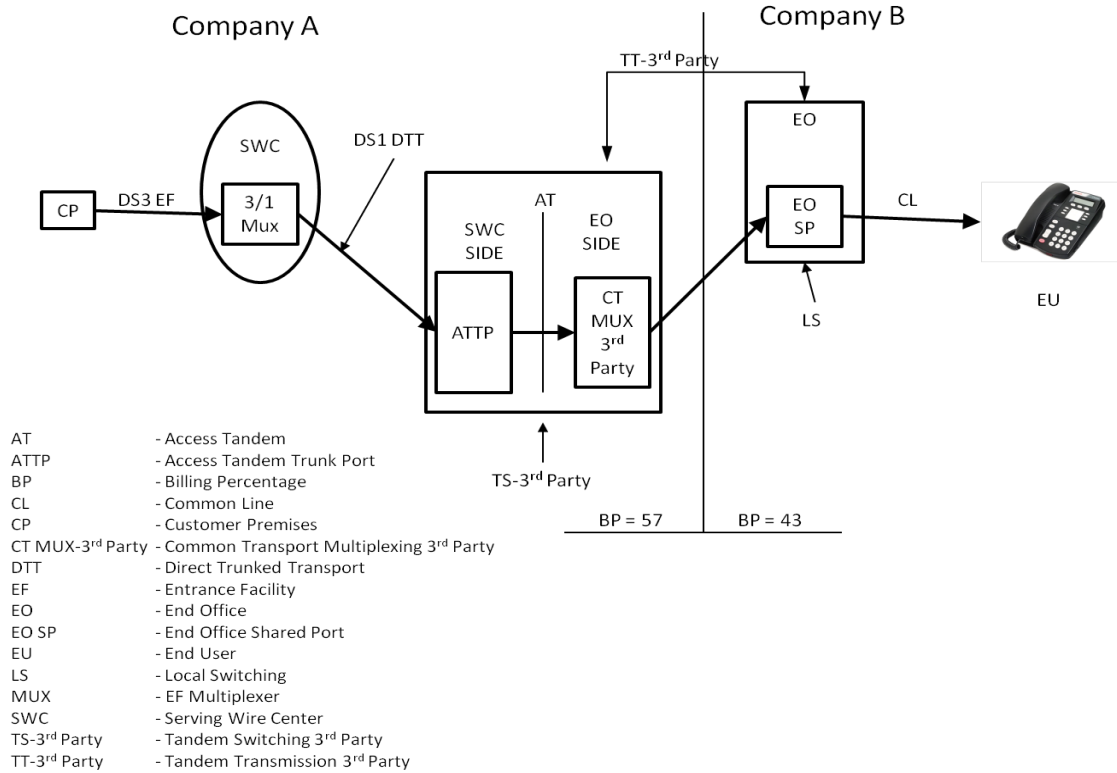 Company A
Company B
TT-3rd Party
SWC
DS1 DTT
EO
CP
DS3 EF
3/1
Mux
AT
SWC
SIDE
EO
SIDE
EO
SP
CL
ATTP
CT
MUX
3rd
Party
LS
EU
TS-3rd Party
BP = 57
BP = 43
AT - Access Tandem
ATTP - Access Tandem Trunk Port
BP - Billing Percentage
CL - Common Line
CP - Customer Premises
CT MUX-3rd Party - Common Transport Multiplexing 3rd Party
DTT - Direct Trunked Transport
EF - Entrance Facility
EO - End Office
EO SP - End Office Shared Port
EU - End User
LS - Local Switching
MUX - EF Multiplexer
SWC - Serving Wire Center
TS-3rd Party - Tandem Switching 3rd Party
TT-3rd Party - Tandem Transmission 3rd Party